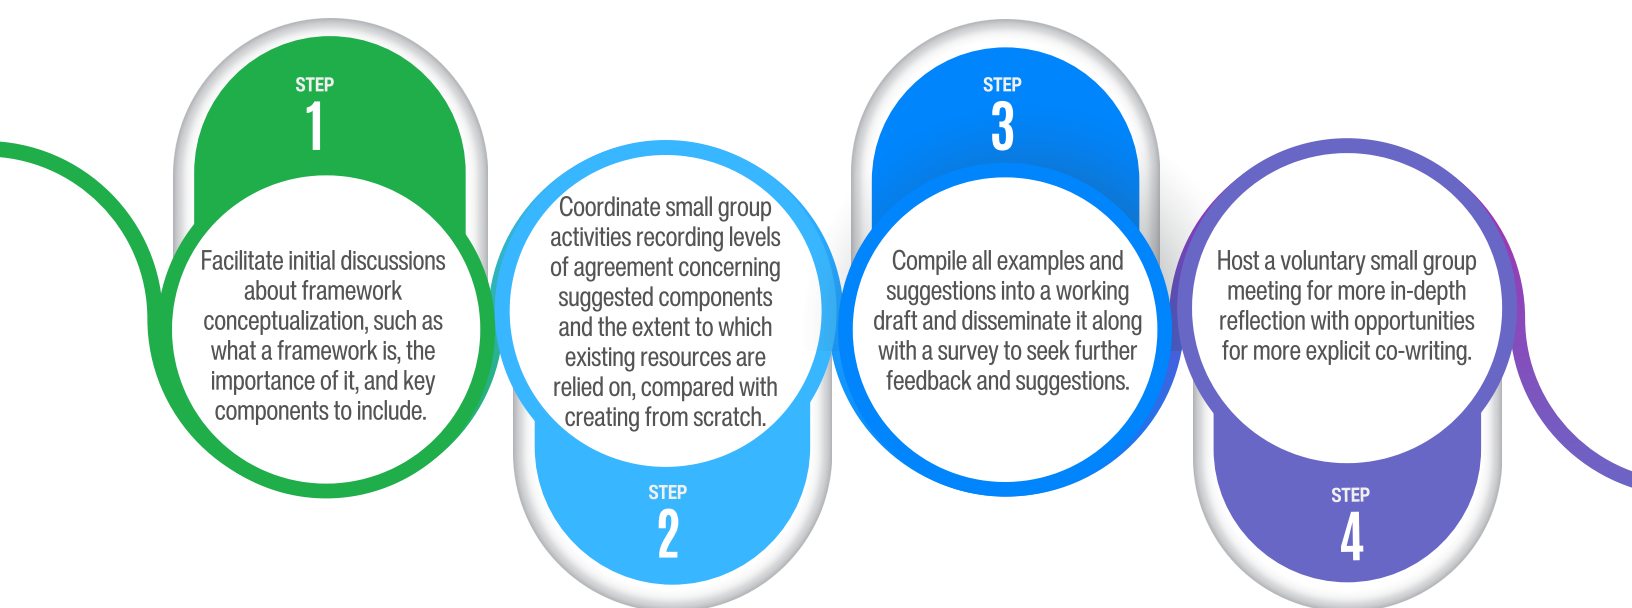 STEP
1
Facilitate initial discussions
about framework
conceptualization, such as
what a framework is, the
importance of it, and key
components to include.
Coordinate small group
activities recording levels
of agreement concerning
suggested components
and the extent to which
existing resources are
relied on, compared with
creating from scratch.
STEP
2
STEP
3
Compile all examples and
suggestions into a working
draft and disseminate it along
with a survey to seek further
feedback and suggestions.
Host a voluntary small group
meeting for more in-depth
reflection with opportunities
for more explicit co-writing.
STEP
4